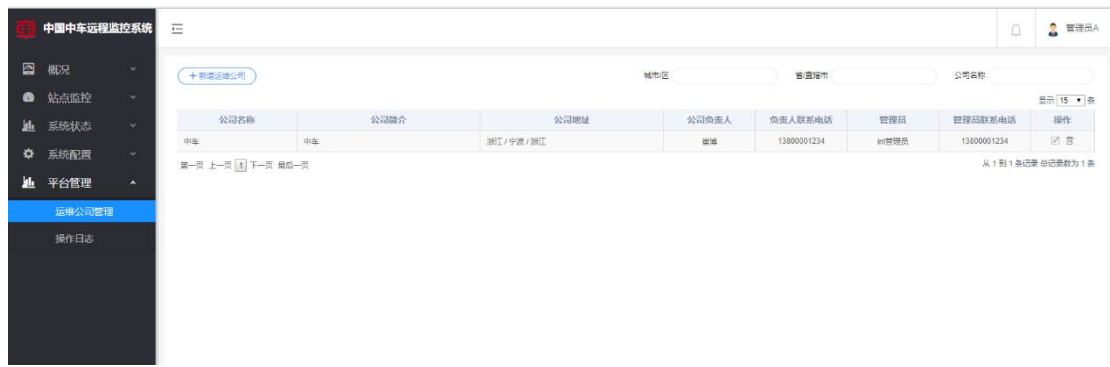 中国中车远程监控系统
管理员A
概况
站点监控
系统状态
系统配置
平台管理
运维公司管理
操作日志
+新增运维公司 城市/区 省/直辖市 公司名称
显示 15 条
公司名称 公司简介 公司地址 公司负责人 负责人联系电话 管理员 管理员联系电话 操作
中车 中车 浙江 / 宁波 / 浙江 13800001234 int管理员 13800001234
第一页 上一页 1 下一页 最后一页 从 1 到 1 条记录 总记录数为 1 条